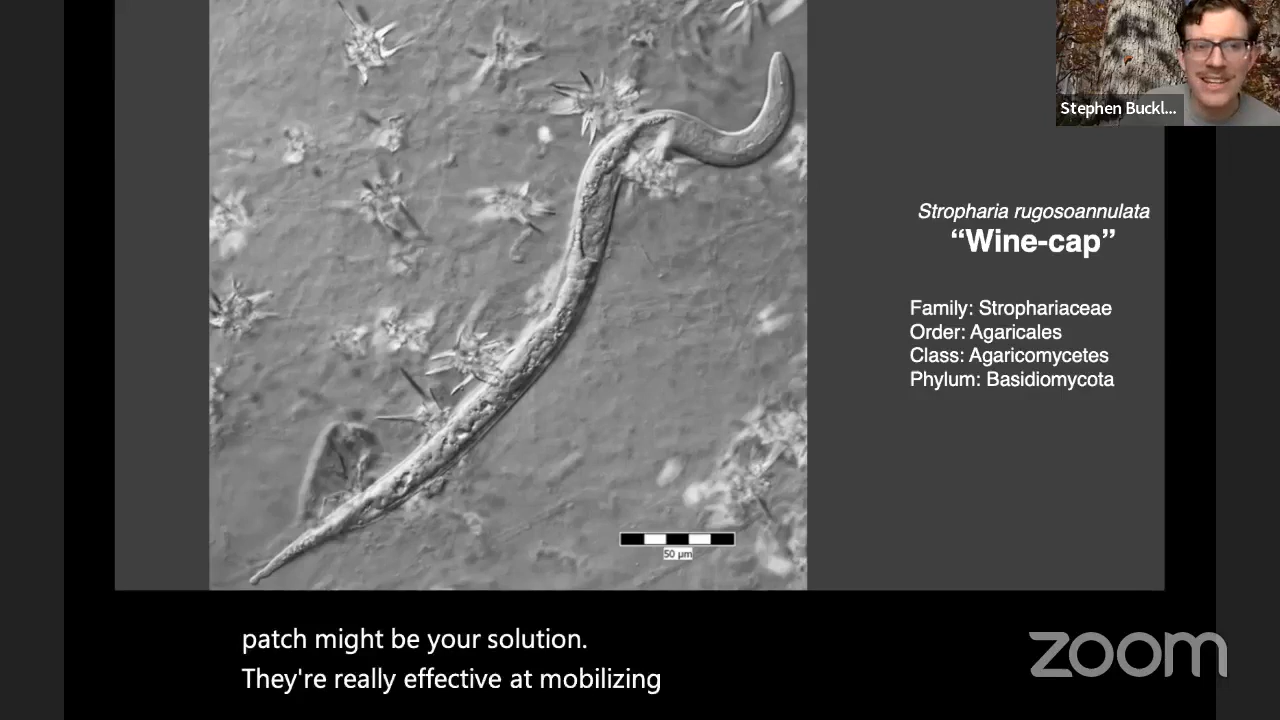 Stephen Buckl...
Stropharia rugosoannulata
“Wine-cap”
Family: Strophariaceae
Order: Agaricales
Class: Agaricomycetes
Phylum: Basidiomycota
50 µm
patch might be your solution.
They're really effective at mobilizing
zoom